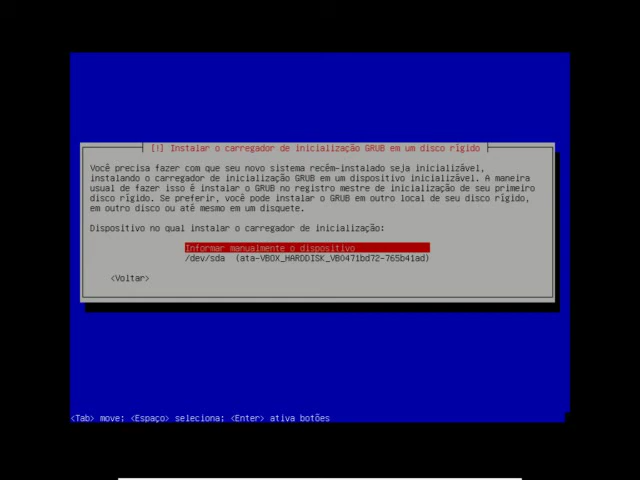 [!] Instalar o carregador de inicialização GRUB em um disco rígido
Você precisa fazer com que seu novo sistema recém-instalado seja inicializável,
instalando o carregador de inicialização GRUB em um dispositivo inicializável. A maneira
usual de fazer isso é instalar o GRUB no registro mestre de inicialização de seu primeiro
disco rígido. Se preferir, você pode instalar o GRUB em outro local de seu disco rígido,
em outro disco ou até mesmo em um disquete.
Dispositivo no qual instalar o carregador de inicialização:
Informar manualmente o dispositivo
/dev/sda (ata-VBOX_HARDDISK_VB0471bd72-765b41ad)
<Voltar>
<Tab> move; <Espaço> seleciona; <Enter> ativa botões